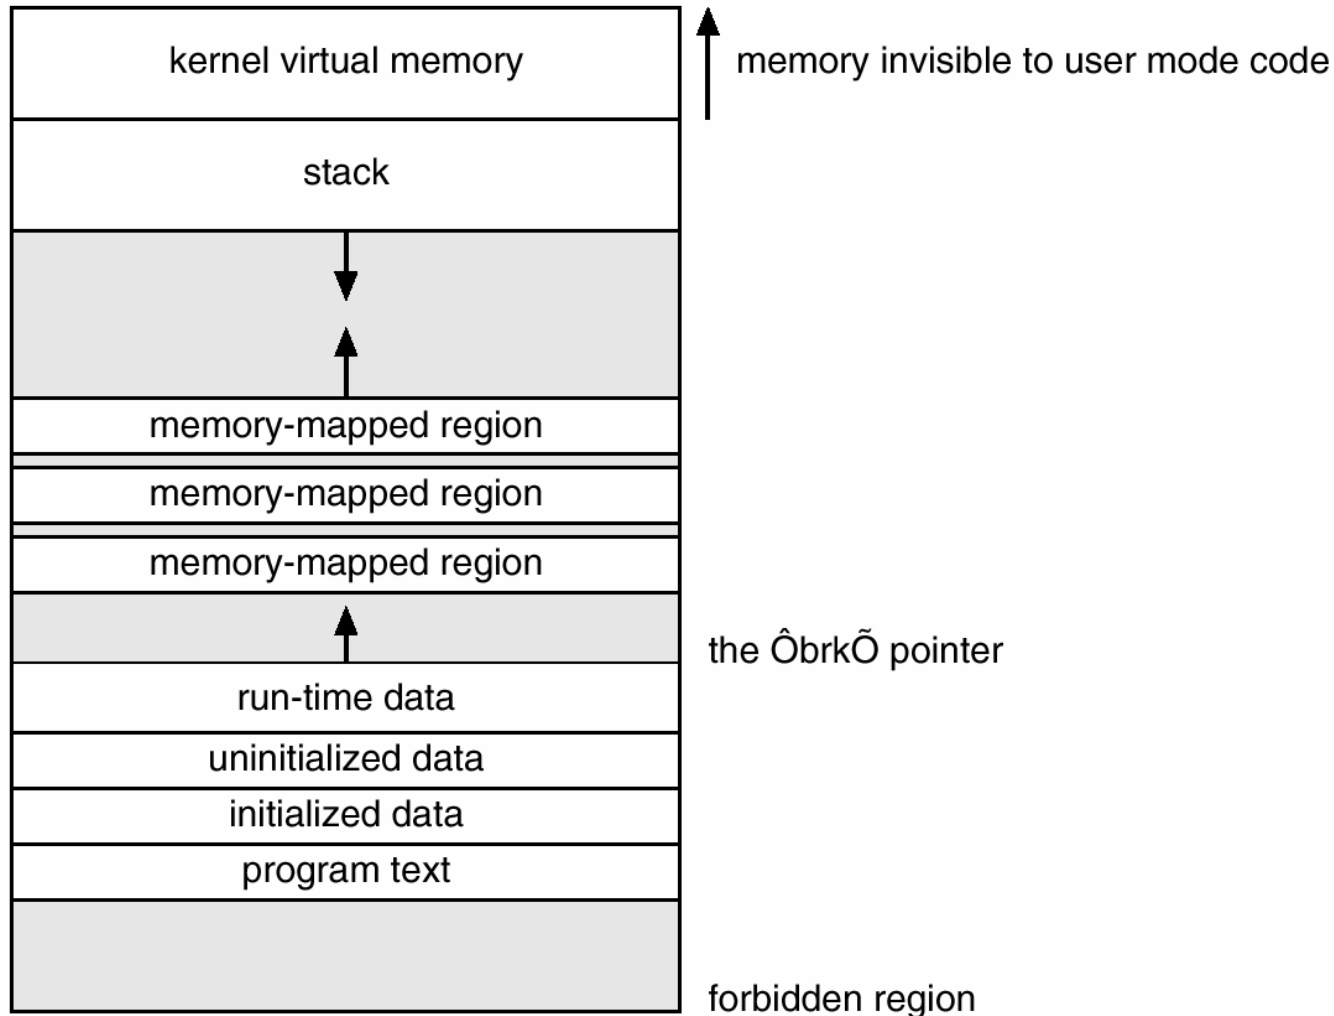 kernel virtual memory
memory invisible to user mode code
stack
memory-mapped region
memory-mapped region
memory-mapped region
the ÔbrkÕ pointer
run-time data
uninitialized data
initialized data
program text
forbidden region